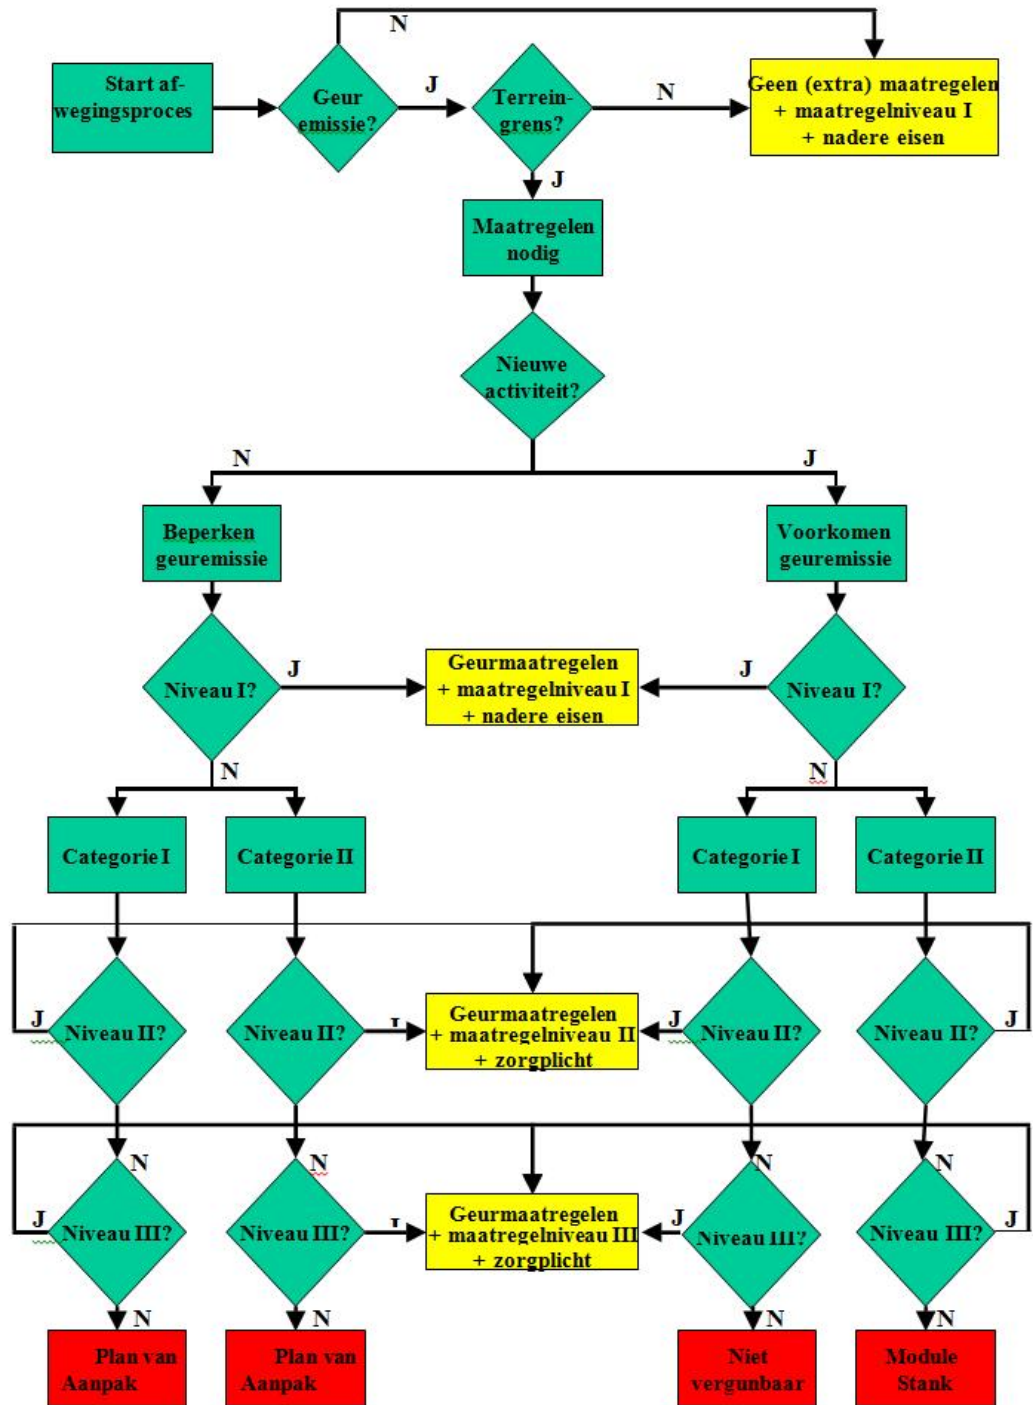 N
Start af-
wegingsproces
Geur
emissie?
J
Terrein-
grens?
N
Geen (extra) maatregelen
+ maatregelniveau I
+ nadere eisen
J
Maatregelen
nodig
Nieuwe
activiteit?
N
J
Beperken
geuremissie
Voorkomen
geuremissie
Niveau I?
J
Geurmaatregelen
+ maatregelniveau I
+ nadere eisen
J
Niveau I?
N
N
Categorie I
Categorie II
Categorie I
Categorie II
J
Niveau II?
Niveau II?
J
Geurmaatregelen
+ maatregelniveau II
+ zorgplicht
J
Niveau II?
Niveau II?
J
N
N
N
N
J
Niveau III?
Niveau III?
J
Geurmaatregelen
+ maatregelniveau III
+ zorgplicht
J
Niveau III?
Niveau III?
J
N
N
N
N
Plan van
Aanpak
Plan van
Aanpak
Niet
vergunbaar
Module
Stank